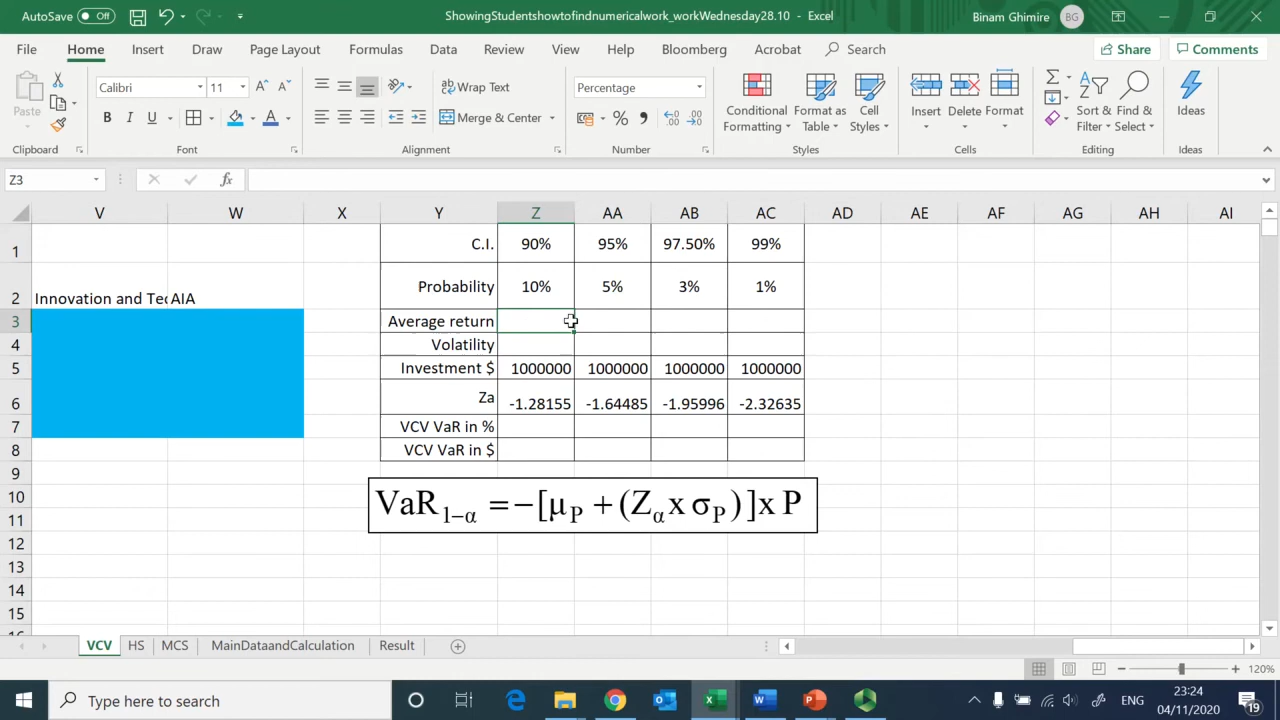 AutoSave Off ShowingStudentshowtofindnumericalwork_workWednesday28.10 - Excel Binam Ghimire BG
File Home Insert Draw Page Layout Formulas Data Review View Help Bloomberg Acrobat Search Share Comments
Paste Calibri 11 Wrap Text Percentage Conditional Formatting Format as Table Cell Styles Insert Delete Format Sort & Filter Find & Select Ideas
B I U A Merge & Center %
Clipboard Font Alignment Number Styles Cells Editing Ideas
Z3 fx
V W X Y Z AA AB AC AD AE AF AG AH AI
1 C.I. 90% 95% 97.50% 99%
2 Innovation and Tec AIA Probability 10% 5% 3% 1%
3 Average return
4 Volatility
5 Investment $ 1000000 1000000 1000000 1000000
6 Za -1.28155 -1.64485 -1.95996 -2.32635
7 VCV VaR in %
8 VCV VaR in $
9
10 VaR1−α =−[μP + (Zα x σP)]x P
11
12
13
14
15
16
VCV HS MCS MainDataandCalculation Result
120%
Type here to search ENG 23:24 04/11/2020 19